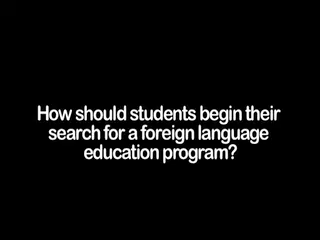 How should students begin their
search for a foreign language
education program?